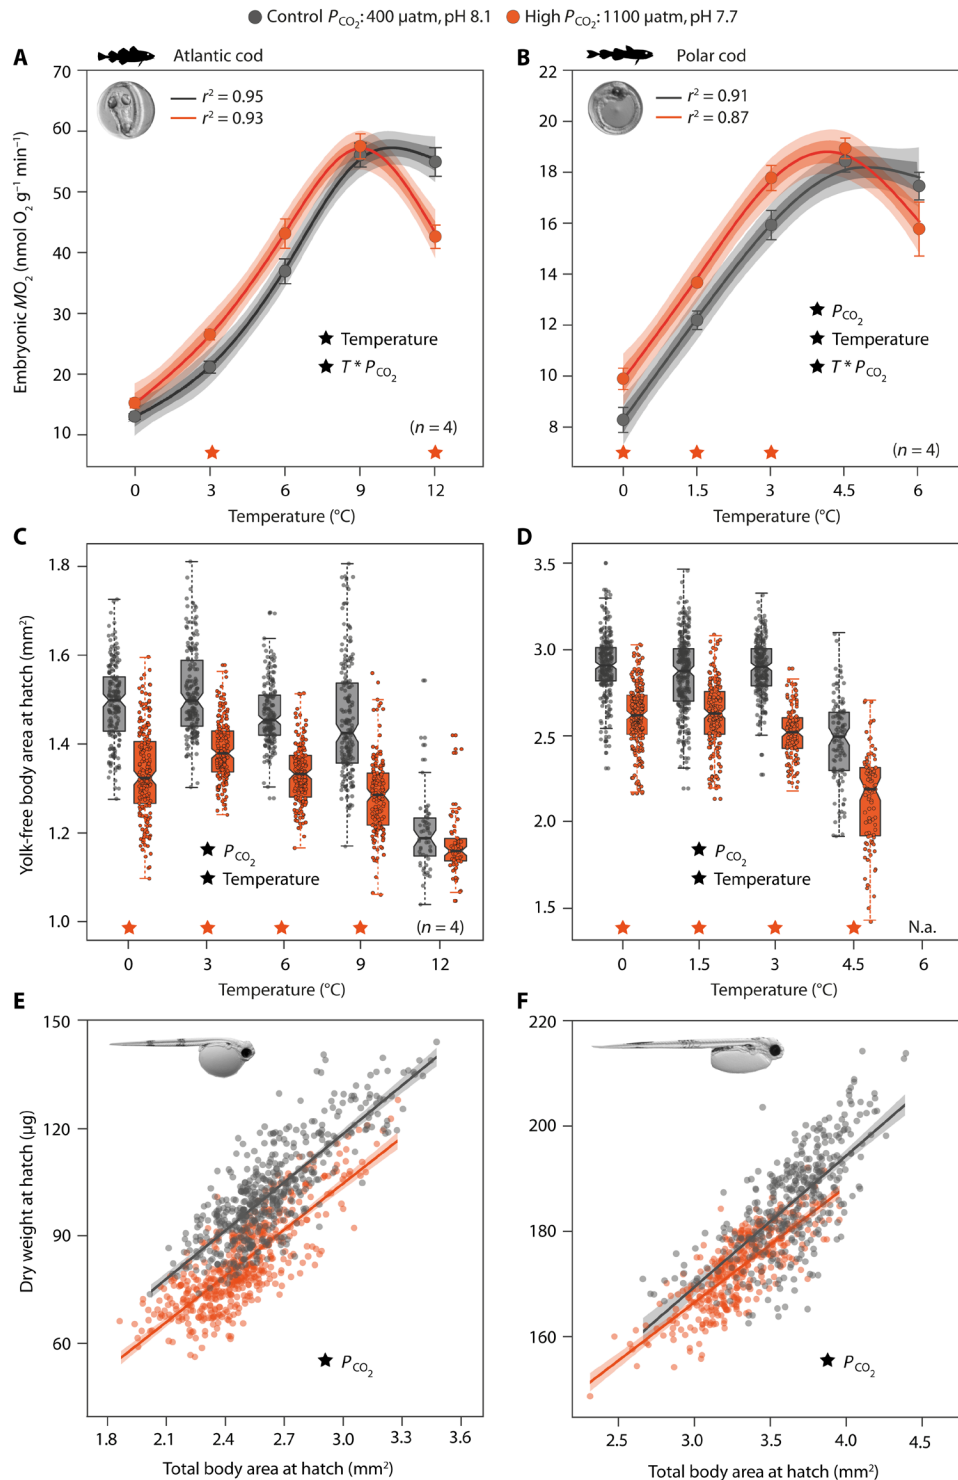 Control PCO2: 400 µatm, pH 8.1 High PCO2: 1100 µatm, pH 7.7
A Atlantic cod
r² = 0.95
r² = 0.93
Embryonic MO2 (nmol O2 g⁻¹ min⁻¹)
70
60
50
40
30
20
10
Temperature
T * PCO2
(n = 4)
0 3 6 9 12
Temperature (°C)
B Polar cod
r² = 0.91
r² = 0.87
22
20
18
16
14
12
10
8
PCO2
Temperature
T * PCO2
(n = 4)
0 1.5 3 4.5 6
Temperature (°C)
C
Yolk-free body area at hatch (mm²)
1.8
1.6
1.4
1.2
1.0
PCO2
Temperature
(n = 4)
0 3 6 9 12
Temperature (°C)
D
3.5
3.0
2.5
2.0
1.5
PCO2
Temperature
N.a.
0 1.5 3 4.5 6
Temperature (°C)
E
Dry weight at hatch (µg)
150
120
90
60
PCO2
1.8 2.1 2.4 2.7 3.0 3.3 3.6
Total body area at hatch (mm²)
F
220
200
180
160
PCO2
2.5 3.0 3.5 4.0 4.5
Total body area at hatch (mm²)